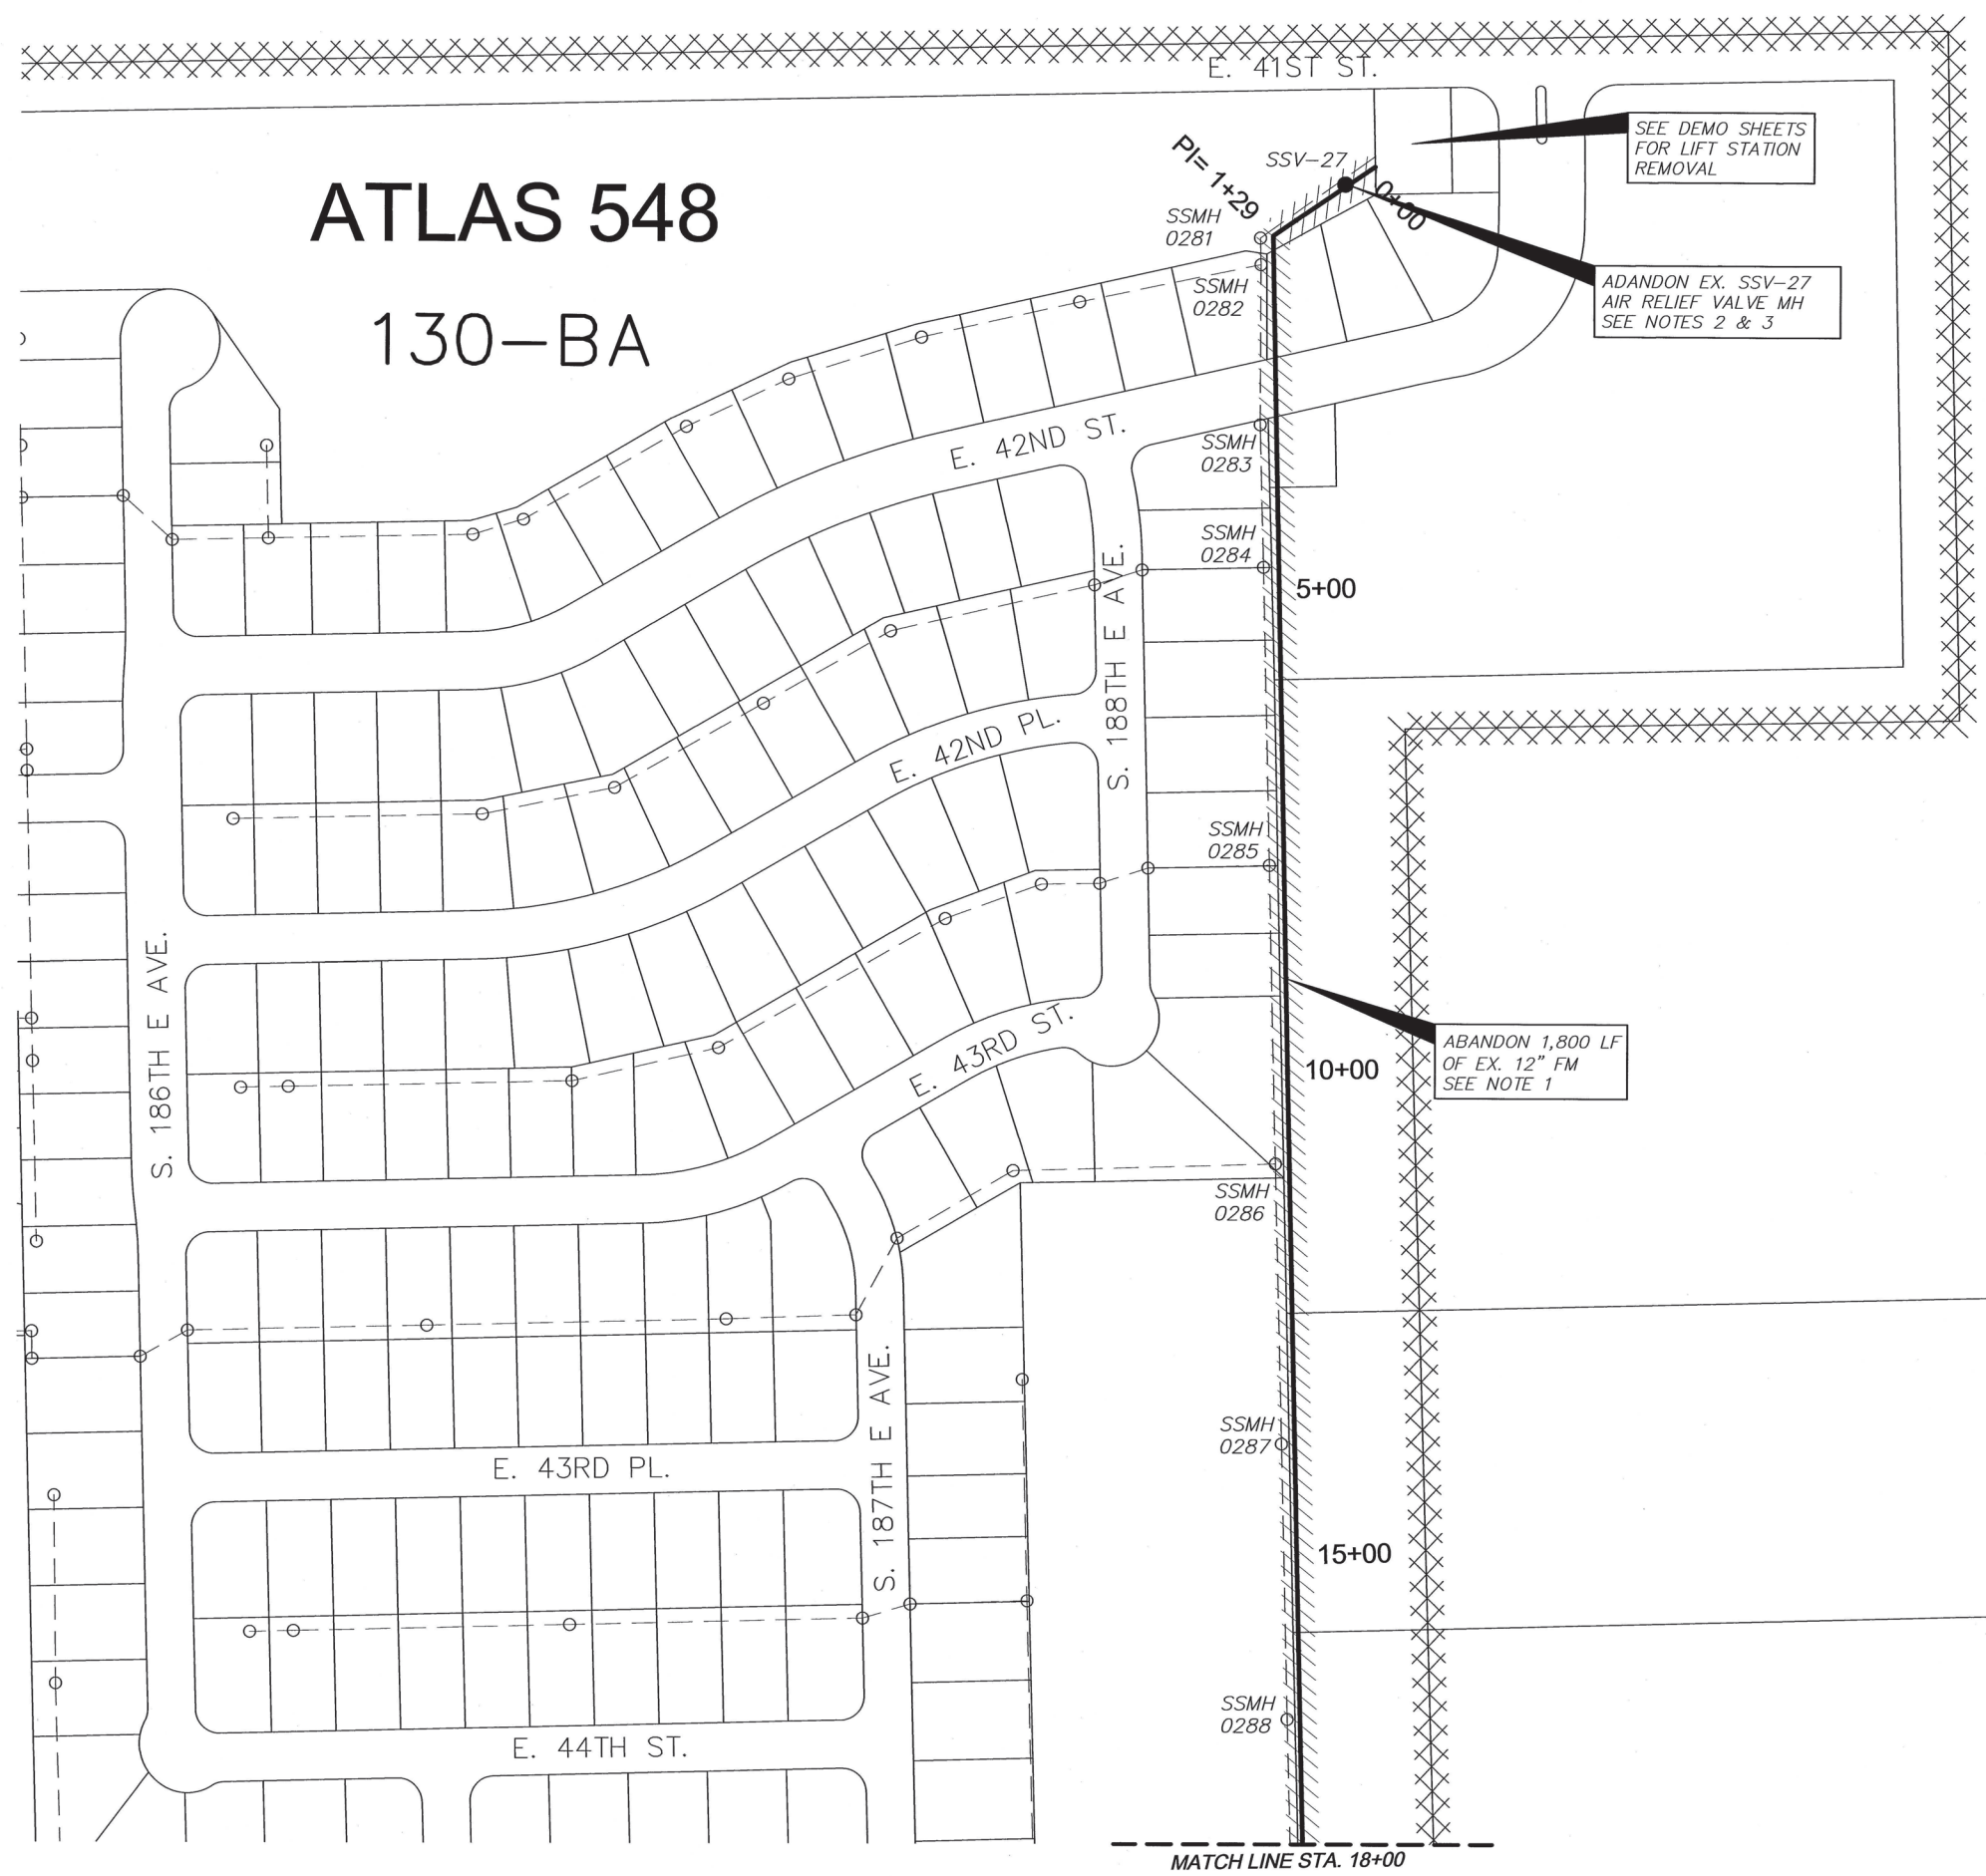 E. 41ST ST.
SEE DEMO SHEETS
FOR LIFT STATION
REMOVAL
ATLAS 548
130-BA
PI= 1+29
SSV-27
0+00
SSMH
0281
ADANDON EX. SSV-27
AIR RELIEF VALVE MH
SEE NOTES 2 & 3
SSMH
0282
E. 42ND ST.
SSMH
0283
SSMH
0284
5+00
S. 188TH E AVE.
E. 42ND PL.
SSMH
0285
S. 186TH E AVE.
E. 43RD ST.
10+00
ABANDON 1,800 LF
OF EX. 12" FM
SEE NOTE 1
SSMH
0286
SSMH
0287
E. 43RD PL.
S. 187TH E AVE.
15+00
SSMH
0288
E. 44TH ST.
MATCH LINE STA. 18+00